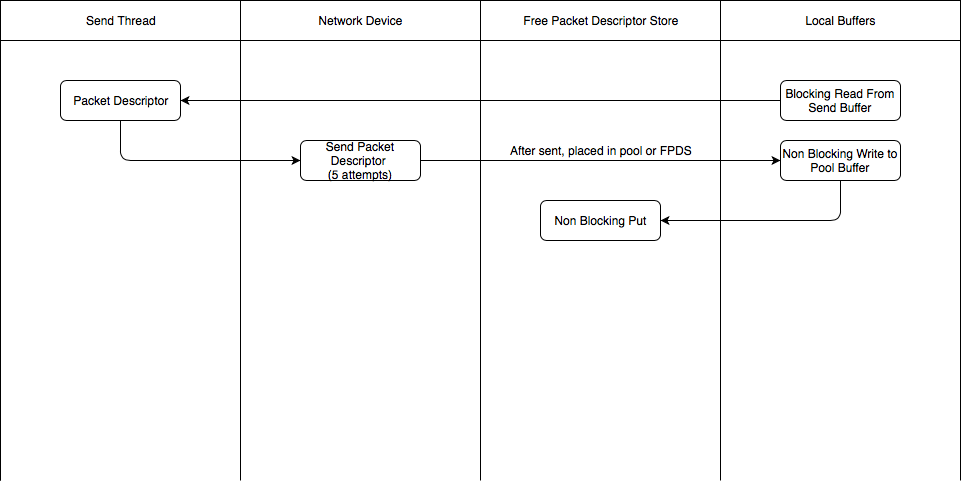 Send Thread
Network Device
Free Packet Descriptor Store
Local Buffers
Packet Descriptor
Blocking Read From
Send Buffer
Send Packet
Descriptor
(5 attempts)
After sent, placed in pool or FPDS
Non Blocking Write to
Pool Buffer
Non Blocking Put